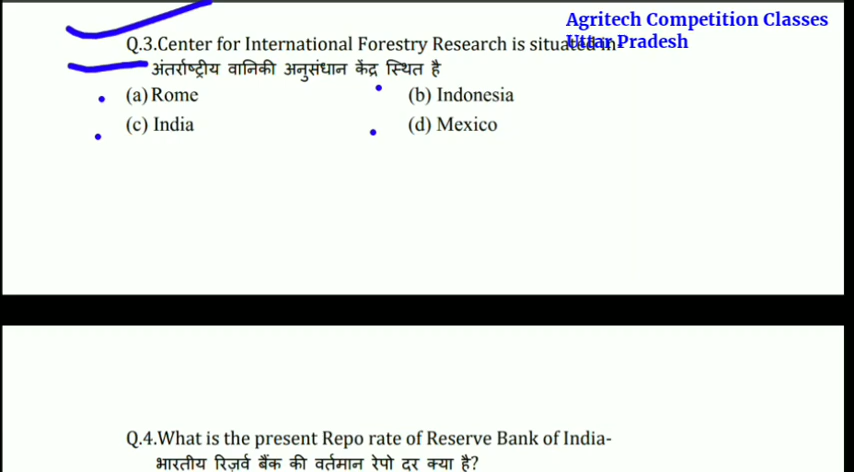 Agritech Competition Classes
Uttar Pradesh
Q.3.Center for International Forestry Research is situated in-
अंतर्राष्ट्रीय वानिकी अनुसंधान केंद्र स्थित है
(a) Rome (b) Indonesia
(c) India (d) Mexico
Q.4.What is the present Repo rate of Reserve Bank of India-
भारतीय रिज़र्व बैंक की वर्तमान रेपो दर क्या है?